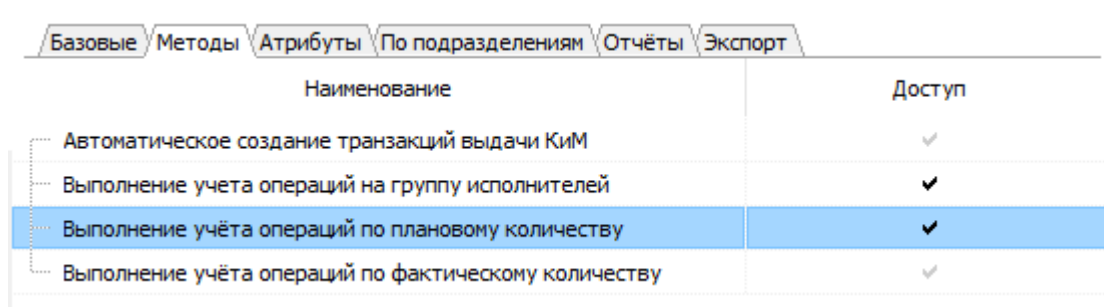 Базовые Методы Атрибуты По подразделениям Отчёты Экспорт
Наименование Доступ
Автоматическое создание транзакций выдачи КиМ
Выполнение учета операций на группу исполнителей
Выполнение учёта операций по плановому количеству
Выполнение учёта операций по фактическому количеству